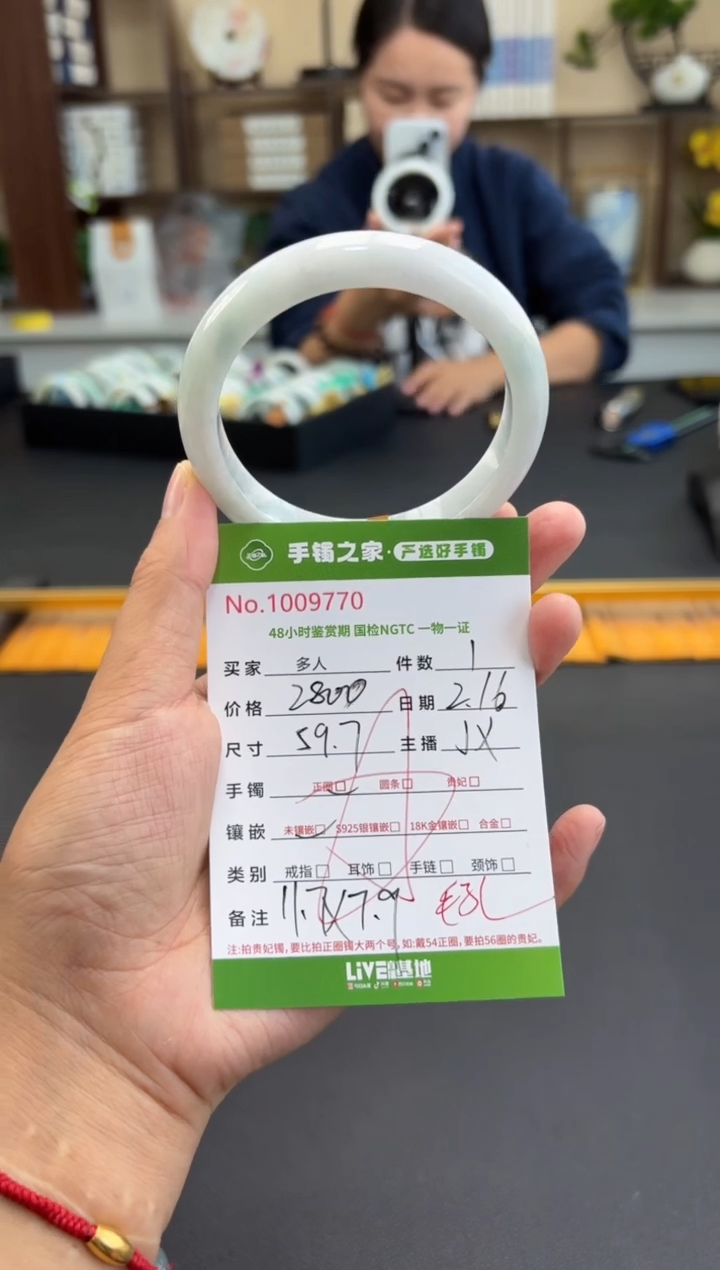 手镯之家·严选好手镯
No.1009770
48小时鉴赏期 国检NGTC 一物一证
买家 多人 件数 1
价格 2800 日期 2.16
尺寸 59.7 主播 JX
手镯 正圈□ 圆条□ 贵妃□
镶嵌 未镶嵌□ S925银镶嵌□ 18K金镶嵌□ 合金□
类别 戒指□ 耳饰□ 手链□ 颈饰□
备注 11.7X7.9 毛孔
注:拍贵妃镯,要比拍正圈镯大两个号,如:戴54正圈,要拍56圈的贵妃。
LiVE 基地